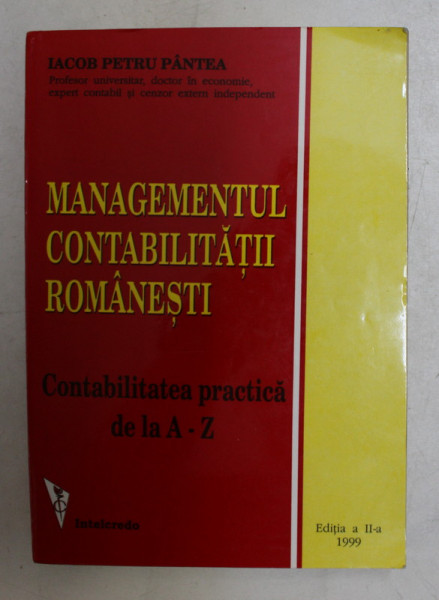 IACOB PETRU PÂNTEA
Profesor universitar, doctor în economie,
expert contabil și cenzor extern independent
MANAGEMENTUL
CONTABILITĂȚII
ROMÂNEȘTI
Contabilitatea practică
de la A - Z
Intelcredo
Ediția a II-a
1999